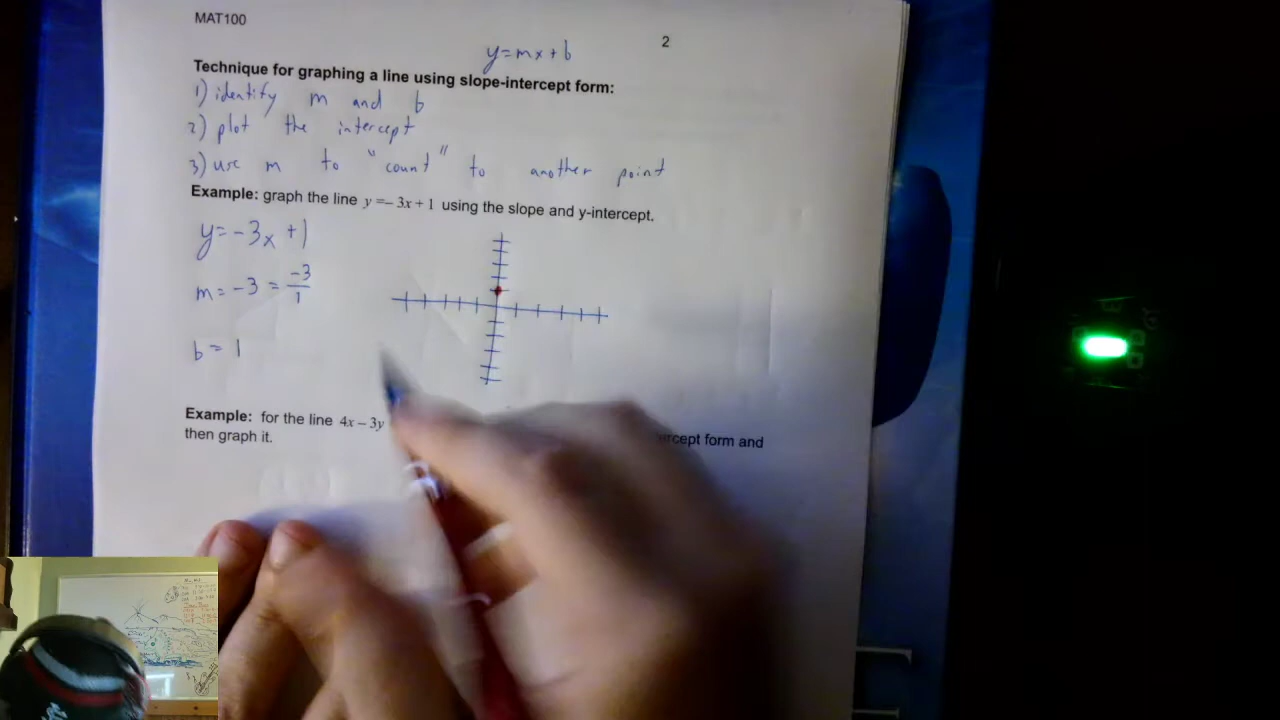 MAT100
2
y=mx+b
Technique for graphing a line using slope-intercept form:
1) identify m and b
2) plot the intercept
3) use m to "count" to another point
Example: graph the line y =– 3x + 1 using the slope and y-intercept.
y=-3x+1
m=-3=-3/1
b=1
Example: for the line 4x – 3y form and
then graph it.